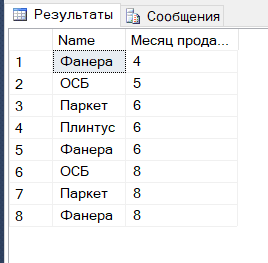 Результаты Сообщения
Name Месяц прода...
1 Фанера 4
2 ОСБ 5
3 Паркет 6
4 Плинтус 6
5 Фанера 6
6 ОСБ 8
7 Паркет 8
8 Фанера 8